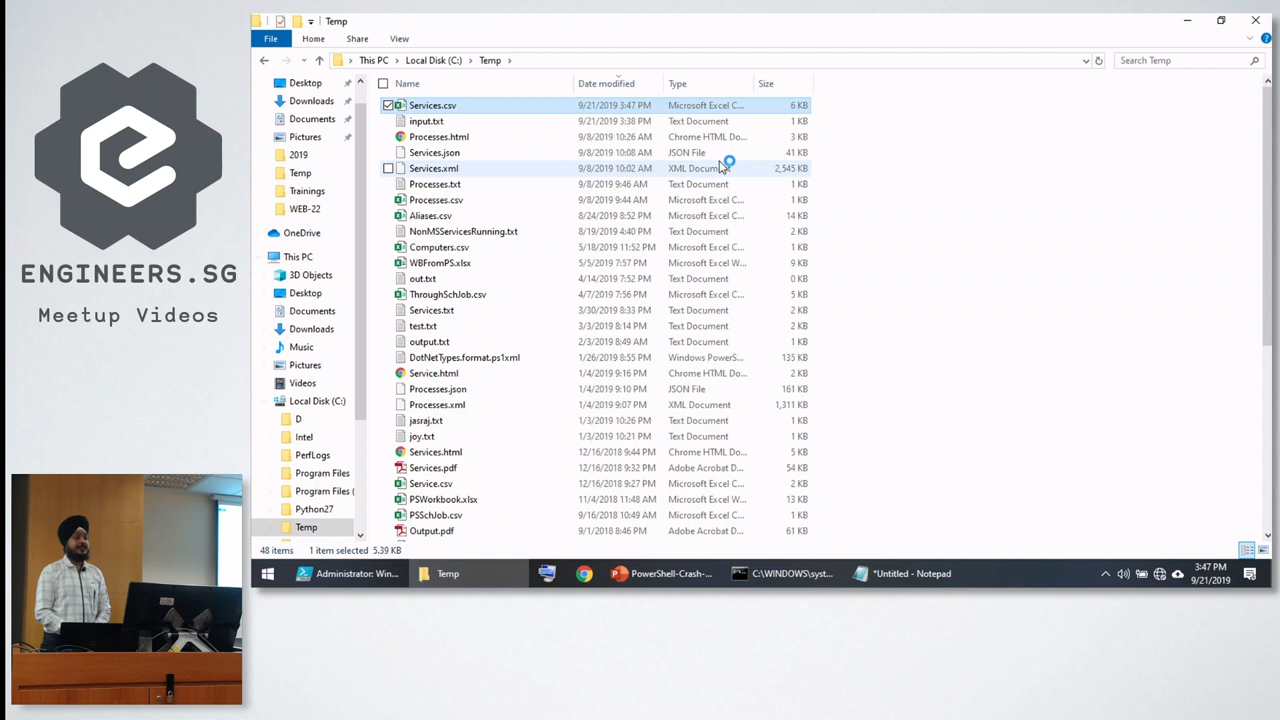 ENGINEERS.SG
Meetup Videos
Temp
File Home Share View
This PC Local Disk (C:) Temp
Search Temp
Desktop
Downloads
Documents
Pictures
2019
Temp
Trainings
WEB-22
OneDrive
This PC
3D Objects
Desktop
Documents
Downloads
Music
Pictures
Videos
Local Disk (C:)
D
Intel
PerfLogs
Program Files
Program Files (
Python27
Temp
Name Date modified Type Size
Services.csv 9/21/2019 3:47 PM Microsoft Excel C... 6 KB
input.txt 9/21/2019 3:38 PM Text Document 1 KB
Processes.html 9/8/2019 10:26 AM Chrome HTML Do... 3 KB
Services.json 9/8/2019 10:08 AM JSON File 41 KB
Services.xml 9/8/2019 10:02 AM XML Document 2,545 KB
Processes.txt 9/8/2019 9:46 AM Text Document 1 KB
Processes.csv 9/8/2019 9:44 AM Microsoft Excel C... 1 KB
Aliases.csv 8/24/2019 8:52 PM Microsoft Excel C... 14 KB
NonMSServicesRunning.txt 8/19/2019 4:40 PM Text Document 2 KB
Computers.csv 5/18/2019 11:52 PM Microsoft Excel C... 1 KB
WBFromPS.xlsx 5/5/2019 7:57 PM Microsoft Excel W... 9 KB
out.txt 4/14/2019 7:52 PM Text Document 0 KB
ThroughSchJob.csv 4/7/2019 7:56 PM Microsoft Excel C... 5 KB
Services.txt 3/30/2019 8:33 PM Text Document 2 KB
test.txt 3/3/2019 8:14 PM Text Document 2 KB
output.txt 2/3/2019 8:49 AM Text Document 2 KB
DotNetTypes.format.ps1xml 1/26/2019 8:55 PM Windows PowerS... 135 KB
Service.html 1/4/2019 9:16 PM Chrome HTML Do... 2 KB
Processes.json 1/4/2019 9:10 PM JSON File 161 KB
Processes.xml 1/4/2019 9:07 PM XML Document 1,311 KB
jasraj.txt 1/3/2019 10:26 PM Text Document 1 KB
joy.txt 1/3/2019 10:21 PM Text Document 1 KB
Services.html 12/16/2018 9:44 PM Chrome HTML Do... 5 KB
Services.pdf 12/16/2018 9:32 PM Adobe Acrobat D... 54 KB
Service.csv 12/16/2018 9:27 PM Microsoft Excel C... 2 KB
PSWorkbook.xlsx 11/4/2018 11:48 AM Microsoft Excel W... 13 KB
PSSchJob.csv 9/16/2018 10:49 AM Microsoft Excel C... 5 KB
Output.pdf 9/1/2018 8:46 PM Adobe Acrobat D... 61 KB
48 items 1 item selected 5.39 KB
Administrator: Win... Temp PowerShell-Crash-... C:\WINDOWS\syst... *Untitled - Notepad 3:47 PM
9/21/2019